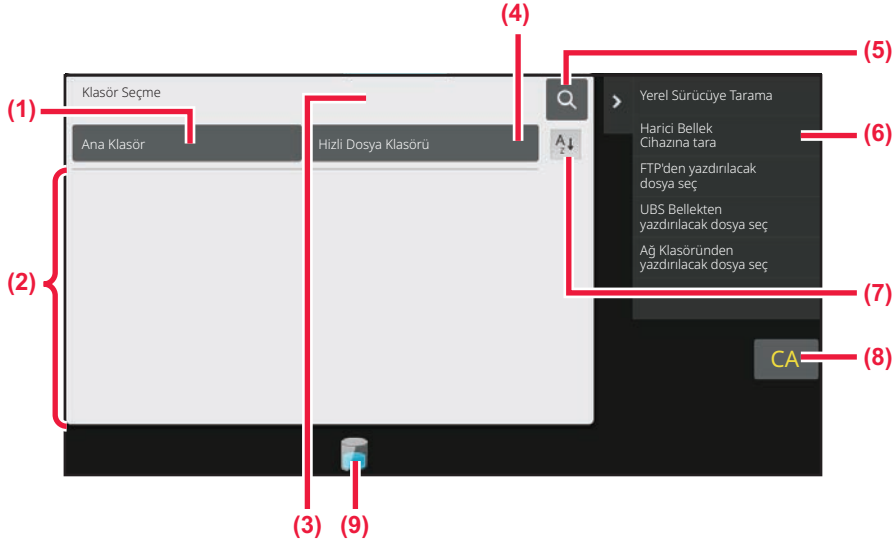 (4)
(5)
Klasör Seçme
Yerel Sürücüye Tarama
(1)
(6)
Harici Bellek
Cihazına tara
Ana Klasör
Hizli Dosya Klasörü
A
Z
FTP'den yazdırılacak
dosya seç
UBS Bellekten
yazdırılacak dosya seç
Ağ Klasöründen
yazdırılacak dosya seç
(2)
(7)
CA
(8)
(3)
(9)